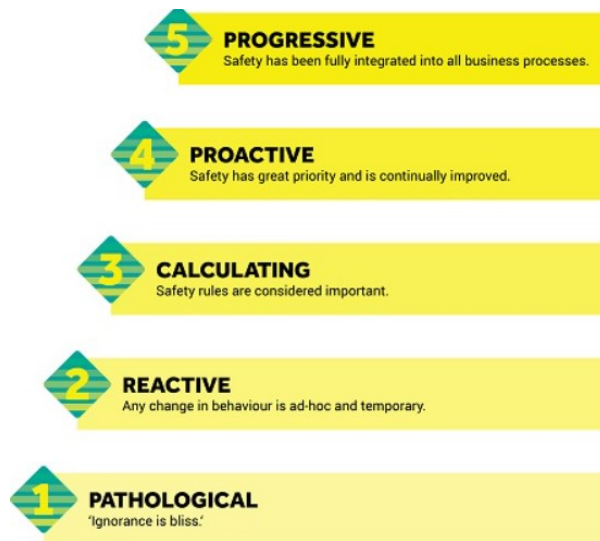 5
PROGRESSIVE
Safety has been fully integrated into all business processes.
4
PROACTIVE
Safety has great priority and is continually improved.
3
CALCULATING
Safety rules are considered important.
2
REACTIVE
Any change in behaviour is ad-hoc and temporary.
1
PATHOLOGICAL
‘Ignorance is bliss.’